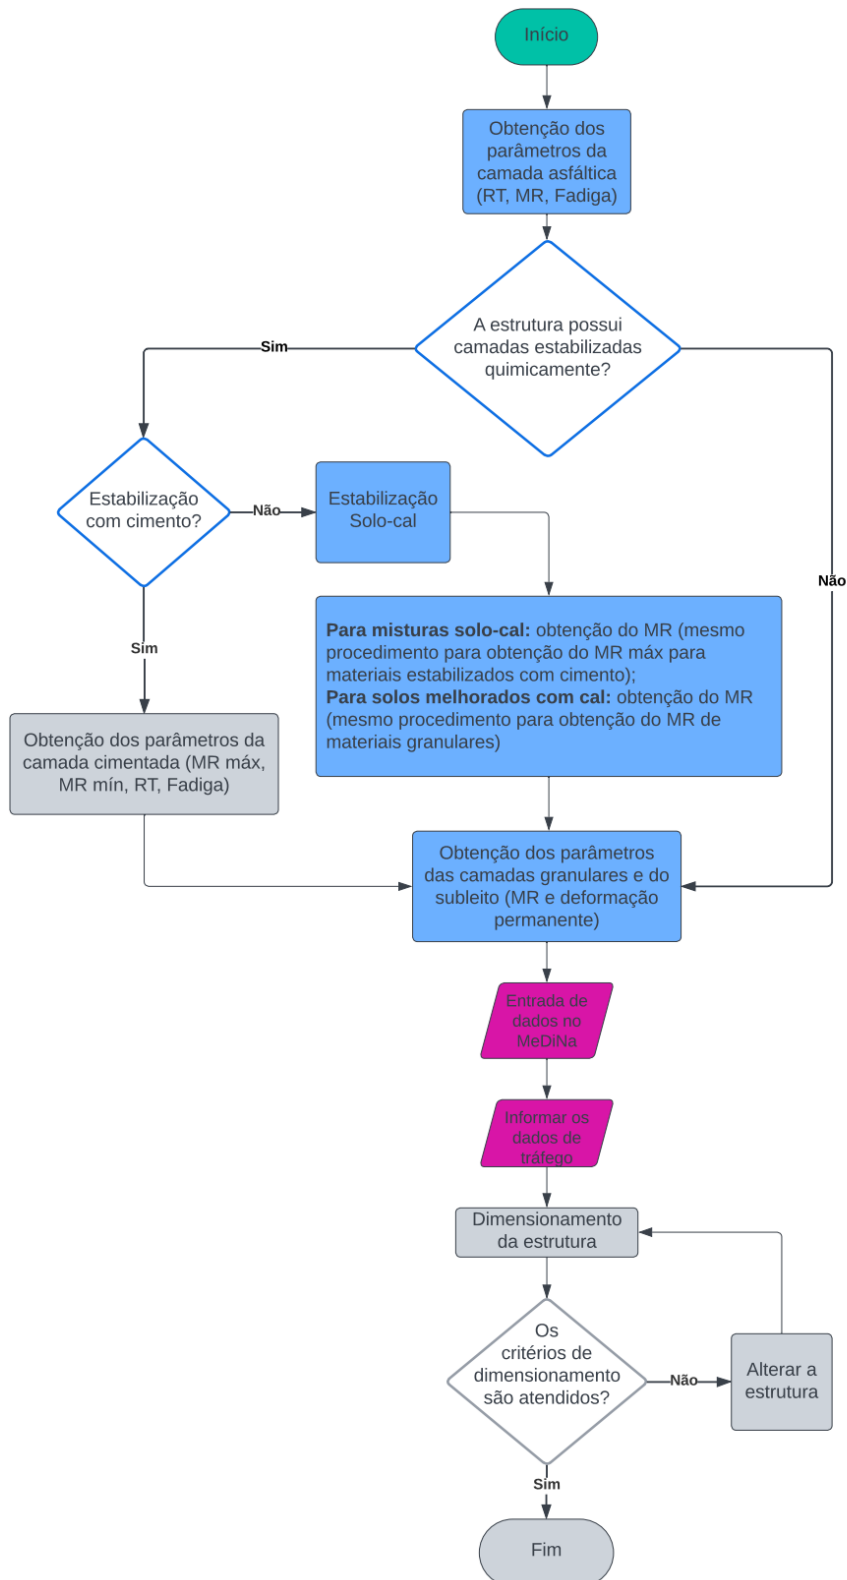 Início
Obtenção dos
parâmetros da
camada asfáltica
(RT, MR, Fadiga)
A estrutura possui
camadas estabilizadas
quimicamente?
Sim
Não
Estabilização
com cimento?
Não
Estabilização
Solo-cal
Sim
Para misturas solo-cal: obtenção do MR (mesmo
procedimento para obtenção do MR máx para
materiais estabilizados com cimento);
Para solos melhorados com cal: obtenção do MR
(mesmo procedimento para obtenção do MR de
materiais granulares)
Obtenção dos parâmetros da
camada cimentada (MR máx,
MR mín, RT, Fadiga)
Obtenção dos parâmetros
das camadas granulares e do
subleito (MR e deformação
permanente)
Entrada de
dados no
MeDiNa
Informar os
dados de
tráfego
Dimensionamento
da estrutura
Os
critérios de
dimensionamento
são atendidos?
Não
Alterar a
estrutura
Sim
Fim